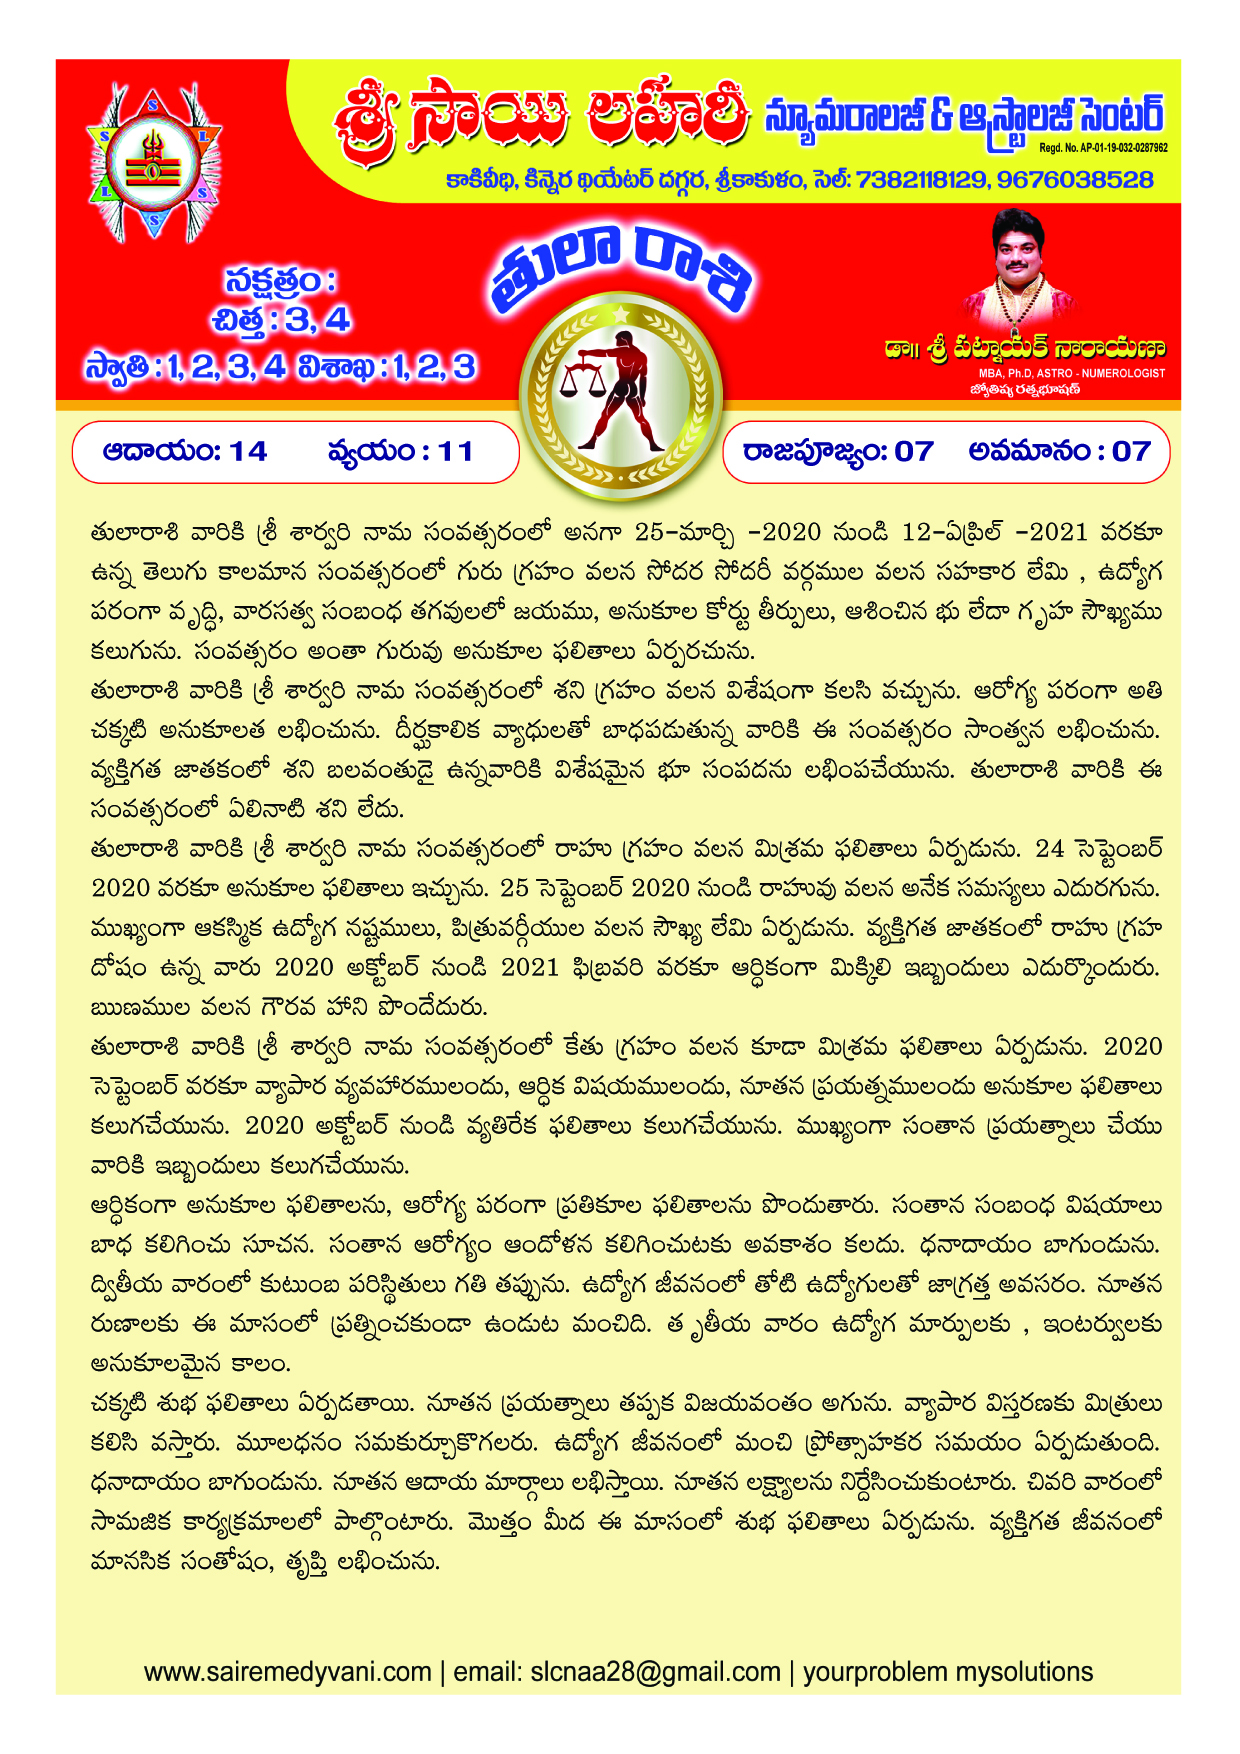 శ్రీ సాయి లహరి న్యూమరాలజీ & ఆస్ట్రాలజీ సెంటర్
Regd. No. AP-01-19-032-0287962
కాకివీధి, కిన్నెర థియేటర్ దగ్గర, శ్రీకాకుళం, సెల్: 7382118129, 9676038528
S
S L
L S
S
తులా రాశి
నక్షత్రం :
చిత్త : 3, 4
స్వాతి : 1, 2, 3, 4 విశాఖ : 1, 2, 3
డా॥ శ్రీ పట్నాయక్ నారాయణా
MBA, Ph.D, ASTRO - NUMEROLOGIST
జ్యోతిష్య రత్నభూషణ్
ఆదాయం: 14 వ్యయం : 11
రాజపూజ్యం: 07 అవమానం : 07
తులారాశి వారికి శ్రీ శార్వరి నామ సంవత్సరంలో అనగా 25-మార్చి -2020 నుండి 12-ఏప్రిల్ -2021 వరకూ
ఉన్న తెలుగు కాలమాన సంవత్సరంలో గురు గ్రహం వలన సోదర సోదరీ వర్గముల వలన సహకార లేమి , ఉద్యోగ
పరంగా వృద్ధి, వారసత్వ సంబంధ తగవులలో జయము, అనుకూల కోర్టు తీర్పులు, ఆశించిన భు లేదా గృహ సౌఖ్యము
కలుగును. సంవత్సరం అంతా గురువు అనుకూల ఫలితాలు ఏర్పరచును.
తులారాశి వారికి శ్రీ శార్వరి నామ సంవత్సరంలో శని గ్రహం వలన విశేషంగా కలసి వచ్చును. ఆరోగ్య పరంగా అతి
చక్కటి అనుకూలత లభించును. దీర్ఘకాలిక వ్యాధులతో బాధపడుతున్న వారికి ఈ సంవత్సరం సాంత్వన లభించును.
వ్యక్తిగత జాతకంలో శని బలవంతుడై ఉన్నవారికి విశేషమైన భూ సంపదను లభింపచేయును. తులారాశి వారికి ఈ
సంవత్సరంలో ఏలినాటి శని లేదు.
తులారాశి వారికి శ్రీ శార్వరి నామ సంవత్సరంలో రాహు గ్రహం వలన మిశ్రమ ఫలితాలు ఏర్పడును. 24 సెప్టెంబర్
2020 వరకూ అనుకూల ఫలితాలు ఇచ్చును. 25 సెప్టెంబర్ 2020 నుండి రాహువు వలన అనేక సమస్యలు ఎదురగును.
ముఖ్యంగా ఆకస్మిక ఉద్యోగ నష్టములు, పిత్రువర్గీయుల వలన సౌఖ్య లేమి ఏర్పడును. వ్యక్తిగత జాతకంలో రాహు గ్రహ
దోషం ఉన్న వారు 2020 అక్టోబర్ నుండి 2021 ఫిబ్రవరి వరకూ ఆర్ధికంగా మిక్కిలి ఇబ్బందులు ఎదుర్కొందురు.
ఋణముల వలన గౌరవ హాని పొందేదురు.
తులారాశి వారికి శ్రీ శార్వరి నామ సంవత్సరంలో కేతు గ్రహం వలన కూడా మిశ్రమ ఫలితాలు ఏర్పడును. 2020
సెప్టెంబర్ వరకూ వ్యాపార వ్యవహారములందు, ఆర్ధిక విషయములందు, నూతన ప్రయత్నములందు అనుకూల ఫలితాలు
కలుగచేయును. 2020 అక్టోబర్ నుండి వ్యతిరేక ఫలితాలు కలుగచేయును. ముఖ్యంగా సంతాన ప్రయత్నాలు చేయు
వారికి ఇబ్బందులు కలుగచేయును.
ఆర్ధికంగా అనుకూల ఫలితాలను, ఆరోగ్య పరంగా ప్రతికూల ఫలితాలను పొందుతారు. సంతాన సంబంధ విషయాలు
బాధ కలిగించు సూచన. సంతాన ఆరోగ్యం ఆందోళన కలిగించుటకు అవకాశం కలదు. ధనాదాయం బాగుండును.
ద్వితీయ వారంలో కుటుంబ పరిస్థితులు గతి తప్పును. ఉద్యోగ జీవనంలో తోటి ఉద్యోగులతో జాగ్రత్త అవసరం. నూతన
రుణాలకు ఈ మాసంలో ప్రత్నించకుండా ఉండుట మంచిది. తృతీయ వారం ఉద్యోగ మార్పులకు , ఇంటర్వులకు
అనుకూలమైన కాలం.
చక్కటి శుభ ఫలితాలు ఏర్పడతాయి. నూతన ప్రయత్నాలు తప్పక విజయవంతం అగును. వ్యాపార విస్తరణకు మిత్రులు
కలిసి వస్తారు. మూలధనం సమకుర్చూకొగలరు. ఉద్యోగ జీవనంలో మంచి ప్రోత్సాహకర సమయం ఏర్పడుతుంది.
ధనాదాయం బాగుండును. నూతన ఆదాయ మార్గాలు లభిస్తాయి. నూతన లక్ష్యాలను నిర్దేసించుకుంటారు. చివరి వారంలో
సామజిక కార్యక్రమాలలో పాల్గొంటారు. మొత్తం మీద ఈ మాసంలో శుభ ఫలితాలు ఏర్పడును. వ్యక్తిగత జీవనంలో
మానసిక సంతోషం, తృప్తి లభించును.
www.sairemedyvani.com | email: slcnaa28@gmail.com | yourproblem mysolutions